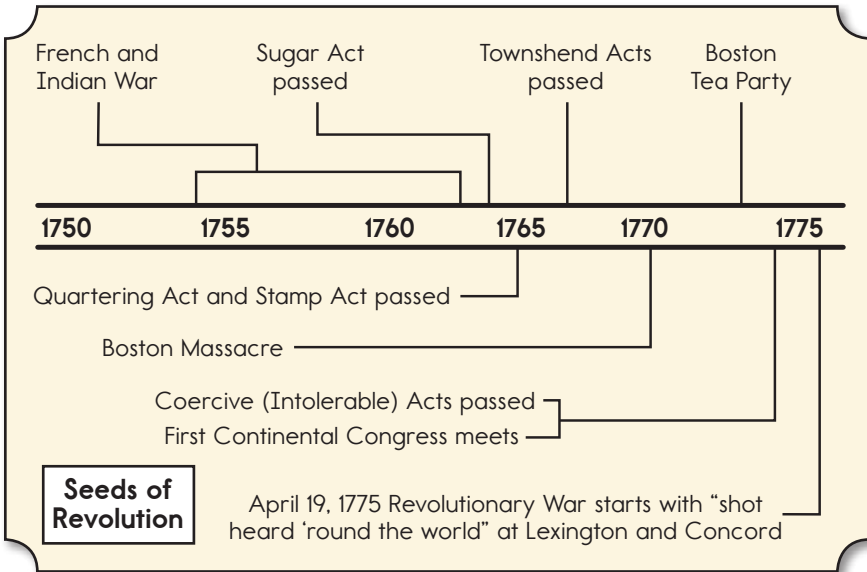 French and
Indian War
Sugar Act
passed
Townshend Acts
passed
Boston
Tea Party
1750 1755 1760 1765 1770 1775
Quartering Act and Stamp Act passed
Boston Massacre
Coercive (Intolerable) Acts passed
First Continental Congress meets
Seeds of
Revolution
April 19, 1775 Revolutionary War starts with “shot
heard ‘round the world” at Lexington and Concord